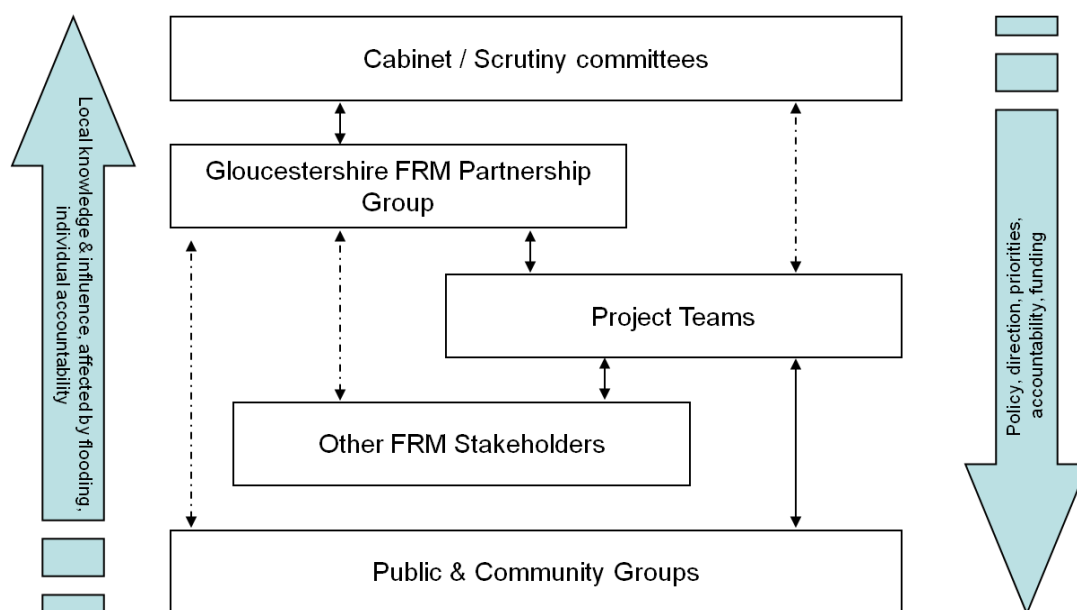 Cabinet / Scrutiny committees
Gloucestershire FRM Partnership
Group
Project Teams
Other FRM Stakeholders
Public & Community Groups
Local knowledge & influence, affected by flooding,
individual accountability
Policy, direction, priorities,
accountability, funding